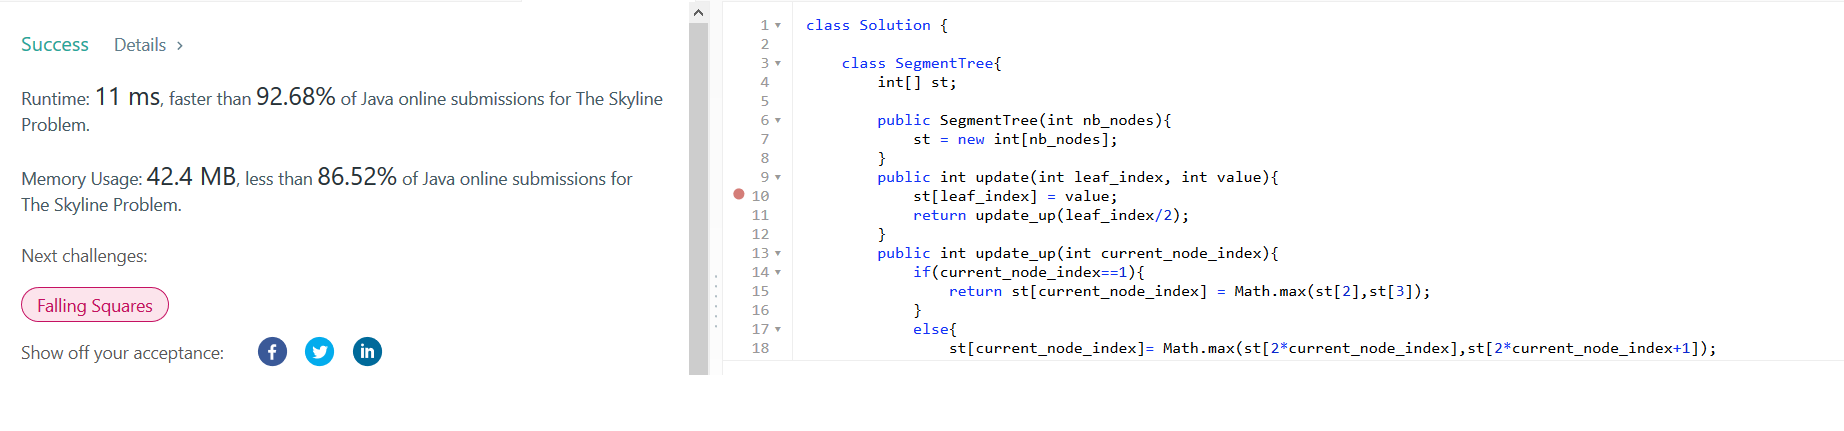 Success Details >
Runtime: 11 ms, faster than 92.68% of Java online submissions for The Skyline
Problem.
Memory Usage: 42.4 MB, less than 86.52% of Java online submissions for
The Skyline Problem.
Next challenges:
Falling Squares
Show off your acceptance:
1 class Solution {
2
3 class SegmentTree{
4 int[] st;
5
6 public SegmentTree(int nb_nodes){
7 st = new int[nb_nodes];
8 }
9 public int update(int leaf_index, int value){
10 st[leaf_index] = value;
11 return update_up(leaf_index/2);
12 }
13 public int update_up(int current_node_index){
14 if(current_node_index==1){
15 return st[current_node_index] = Math.max(st[2],st[3]);
16 }
17 else{
18 st[current_node_index]= Math.max(st[2*current_node_index],st[2*current_node_index+1]);